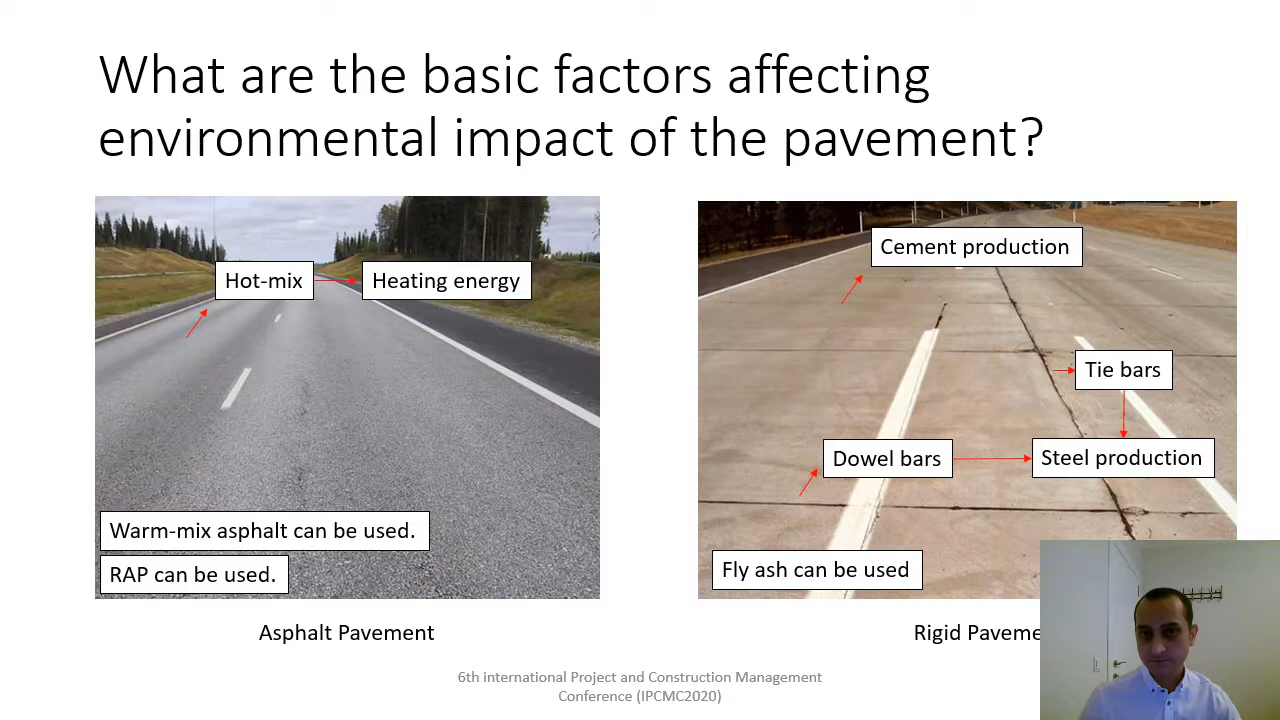 What are the basic factors affecting
environmental impact of the pavement?
Hot-mix
Heating energy
Warm-mix asphalt can be used.
RAP can be used.
Asphalt Pavement
Cement production
Tie bars
Dowel bars
Steel production
Fly ash can be used
Rigid
6th international Project and Construction Management
Conference (IPCMC2020)